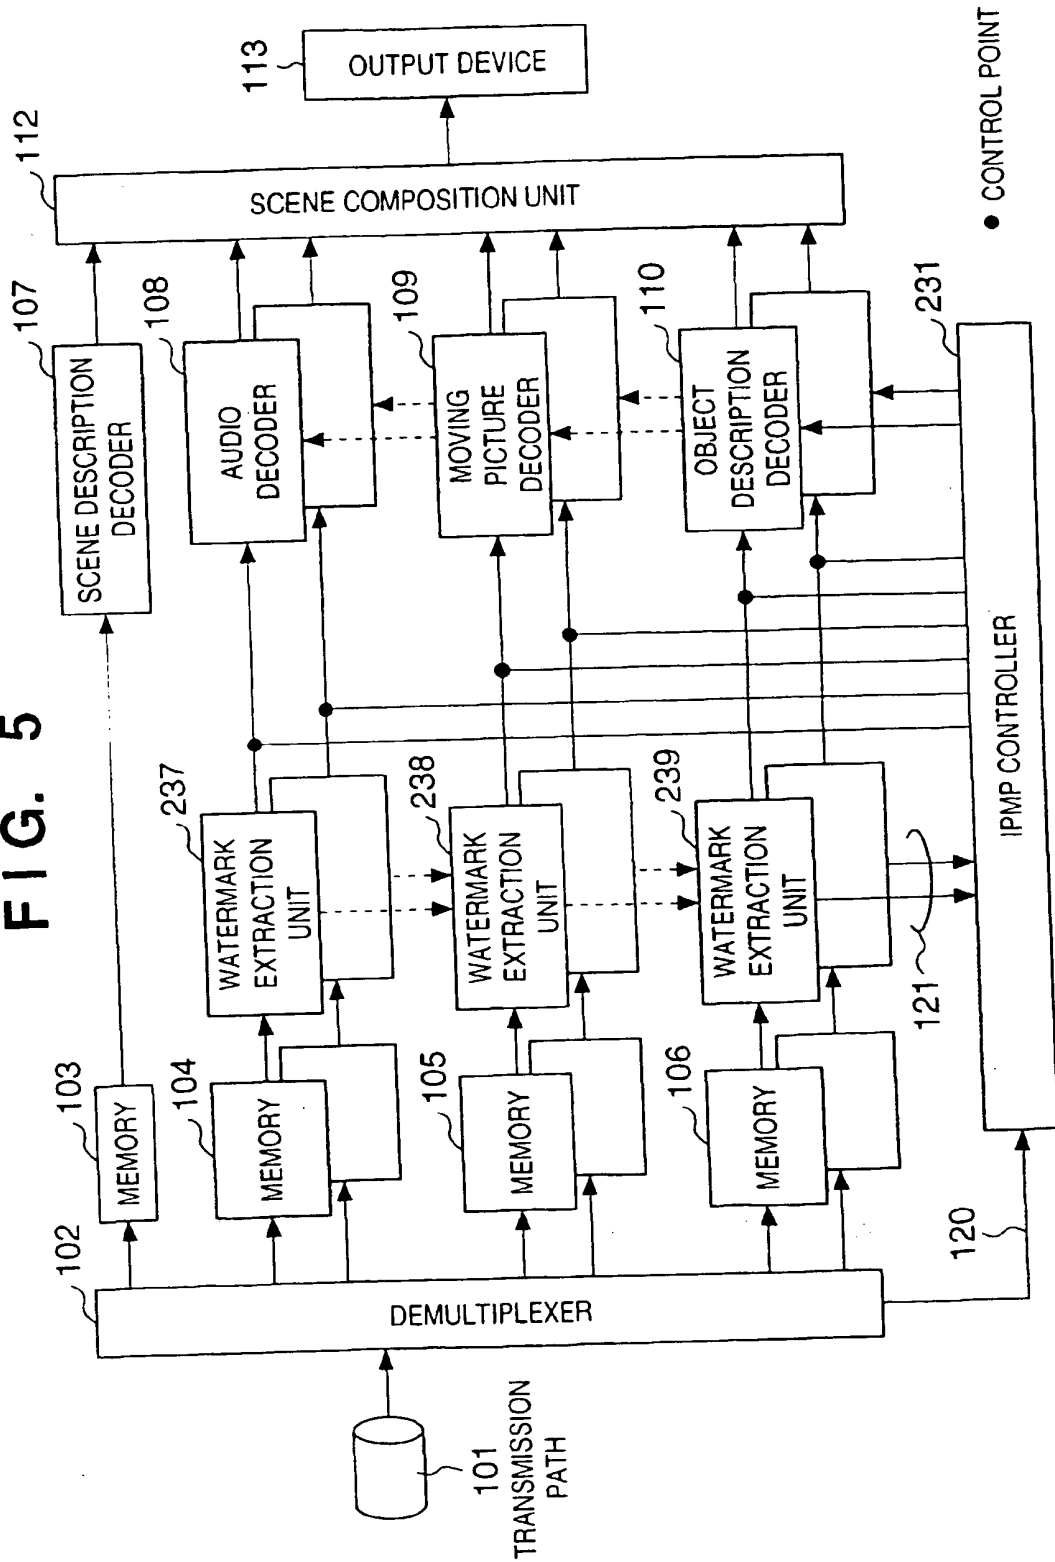 FIG. 5
101
TRANSMISSION
PATH
102
DEMULTIPLEXER
103
MEMORY
104
MEMORY
105
MEMORY
106
MEMORY
120
237
WATERMARK
EXTRACTION
UNIT
238
WATERMARK
EXTRACTION
UNIT
239
WATERMARK
EXTRACTION
UNIT
121
107
SCENE DESCRIPTION
DECODER
108
AUDIO
DECODER
109
MOVING
PICTURE
DECODER
110
OBJECT
DESCRIPTION
DECODER
231
IPMP CONTROLLER
112
SCENE COMPOSITION UNIT
113
OUTPUT DEVICE
● CONTROL POINT